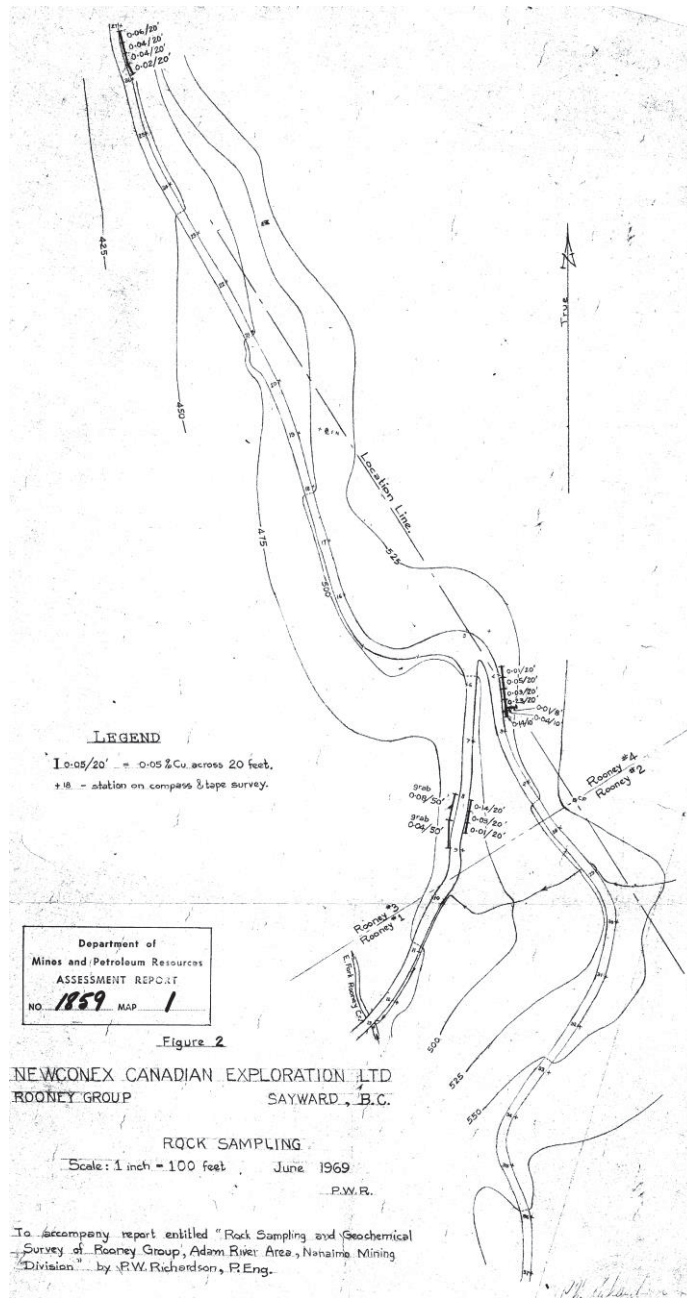 0.06/20'
0.04/20'
0.04/20'
0.02/20'
425
450
475
500
525
True
N
Location Line.
0.01/20'
0.05/20'
0.03/20'
0.23/20'
0.01/8'
0.04/10'
Rooney #4
Rooney #2
LEGEND
0.05/20' = 0.05 % Cu across 20 feet.
+ 18 - station on compass & tape survey.
grab
0.08/50'
grab
0.04/50'
0.14/20'
0.05/20'
0.01/20'
Rooney #3
Rooney #1
E. Fork Rooney Cr.
500
525
550
Department of
Mines and Petroleum Resources
ASSESSMENT REPORT
NO 1859 MAP 1
Figure 2
NEWCONEX CANADIAN EXPLORATION LTD
ROONEY GROUP SAYWARD, B.C.
ROCK SAMPLING
Scale: 1 inch = 100 feet June 1969
P.W.R.
To accompany report entitled "Rock Sampling and Geochemical
Survey of Rooney Group, Adam River Area, Nanaimo Mining
Division" by P.W. Richardson, P.Eng.